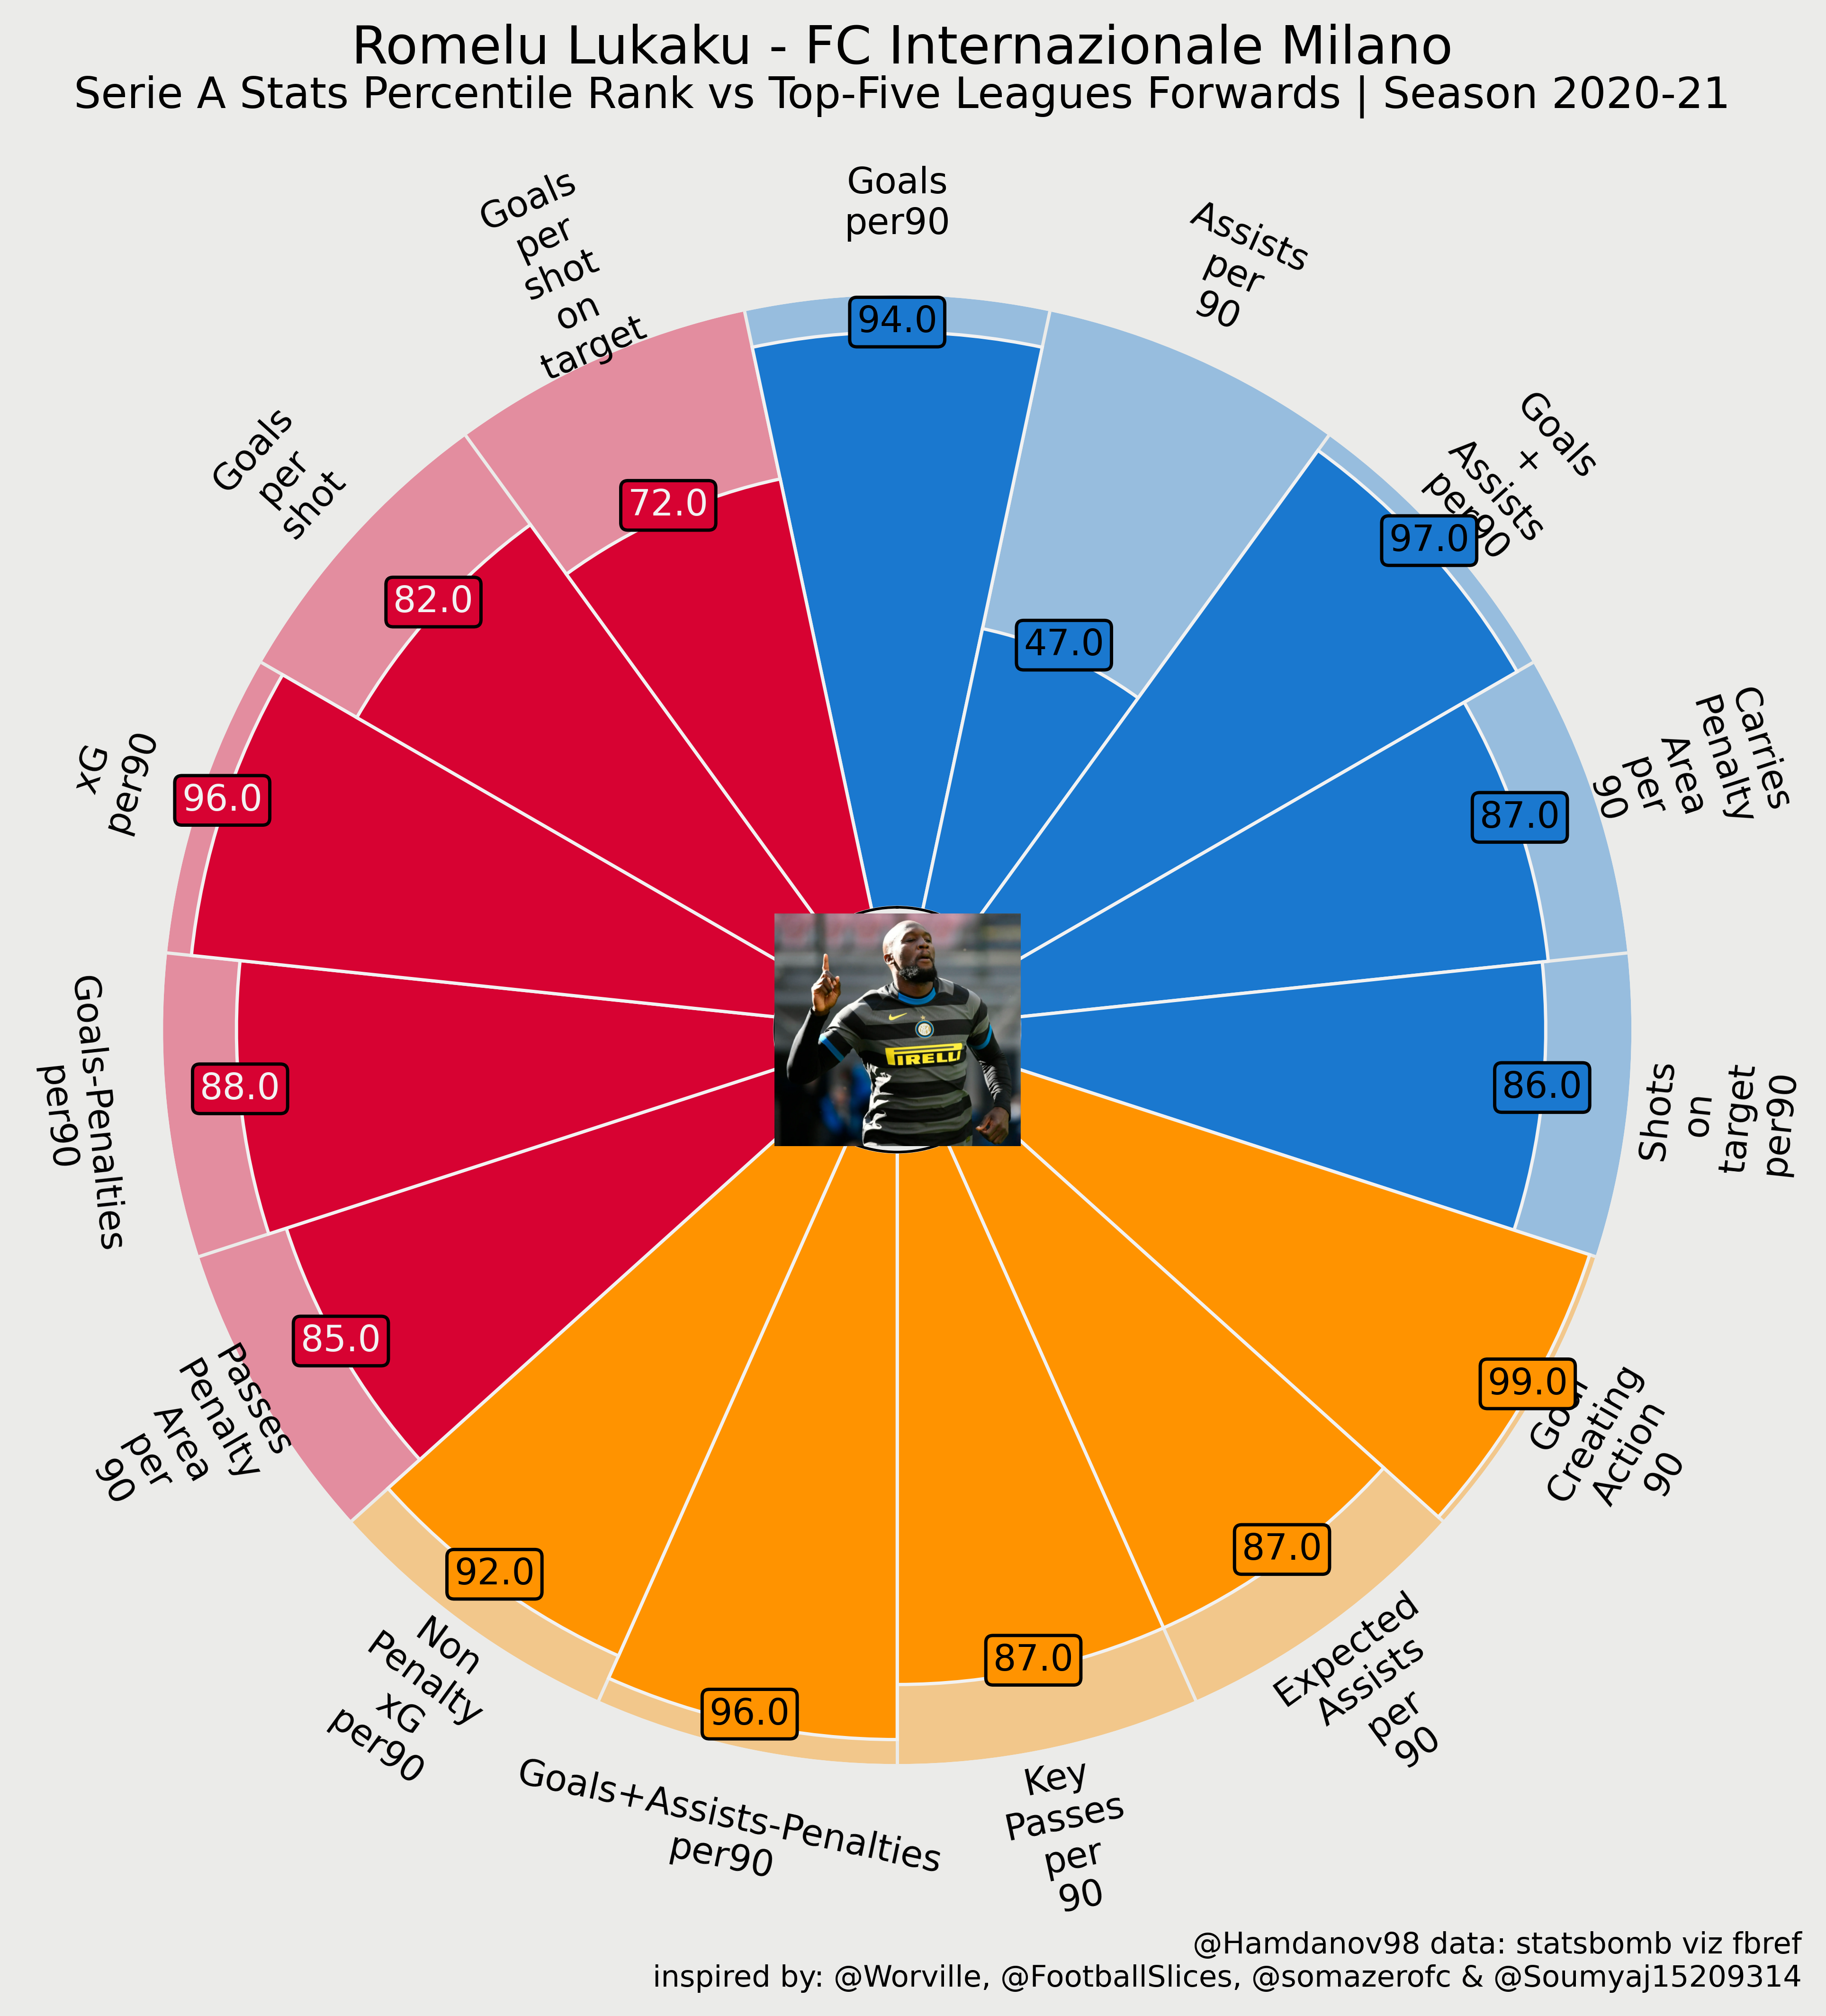 Romelu Lukaku - FC Internazionale Milano
Serie A Stats Percentile Rank vs Top-Five Leagues Forwards | Season 2020-21
Goals
per90
94.0
Assists
per
90
47.0
Goals
+
Assists
per90
97.0
Carries
Penalty
Area
per
90
87.0
Shots
on
target
per90
86.0
Goal
Creating
Action
90
99.0
Expected
Assists
per
90
87.0
Key
Passes
per
90
87.0
Goals+Assists-Penalties
per90
96.0
Non
Penalty
xG
per90
92.0
Passes
Penalty
Area
per
90
85.0
Goals-Penalties
per90
88.0
xG
per90
96.0
Goals
per
shot
82.0
Goals
per
shot
on
target
72.0
PIRELLI
@Hamdanov98 data: statsbomb viz fbref
inspired by: @Worville, @FootballSlices, @somazerofc & @Soumyaj15209314